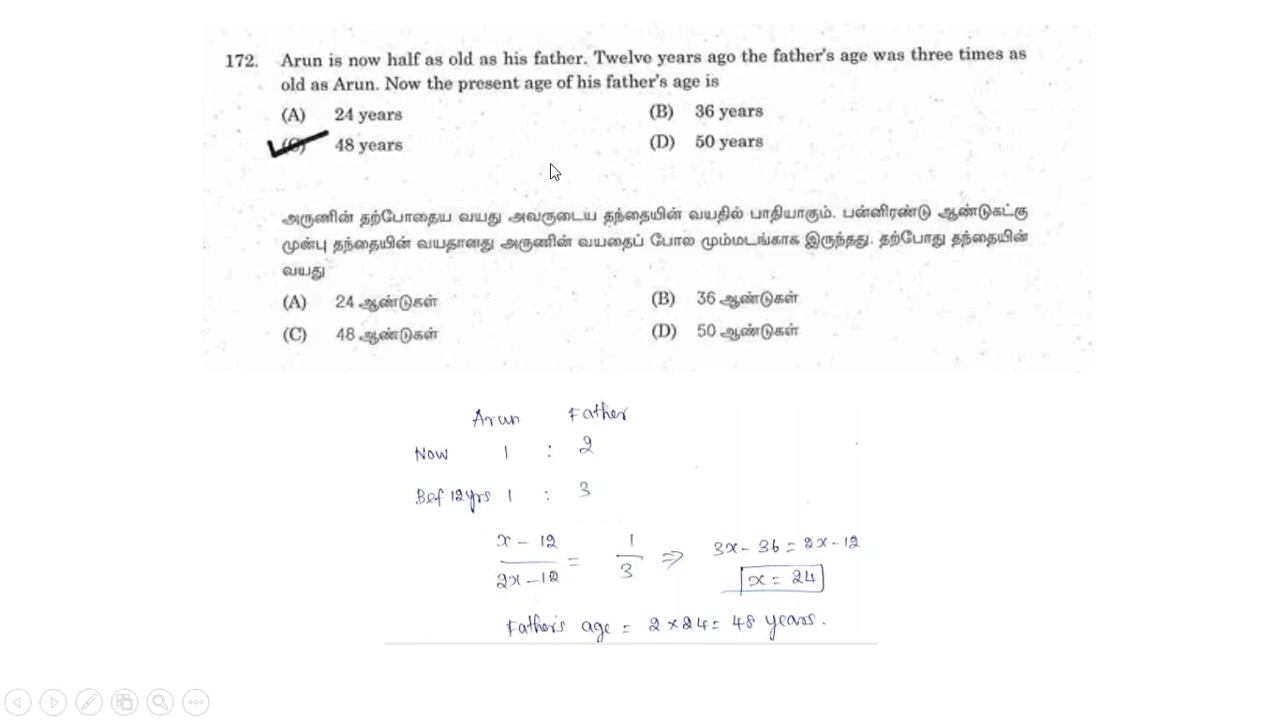 172. Arun is now half as old as his father. Twelve years ago the father's age was three times as
old as Arun. Now the present age of his father's age is
(A) 24 years (B) 36 years
(C) 48 years (D) 50 years
அருணின் தற்போதைய வயது அவருடைய தந்தையின் வயதில் பாதியாகும். பன்னிரண்டு ஆண்டுகட்கு
முன்பு தந்தையின் வயதானது அருணின் வயதைப் போல மும்மடங்காக இருந்தது. தற்போது தந்தையின்
வயது
(A) 24 ஆண்டுகள் (B) 36 ஆண்டுகள்
(C) 48 ஆண்டுகள் (D) 50 ஆண்டுகள்
Arun Father
Now 1 : 2
Bef 12yrs 1 : 3
x - 12 / 2x - 12 = 1 / 3 ⇒ 3x - 36 = 2x - 12
x = 24
Father's age = 2 × 24 = 48 years.